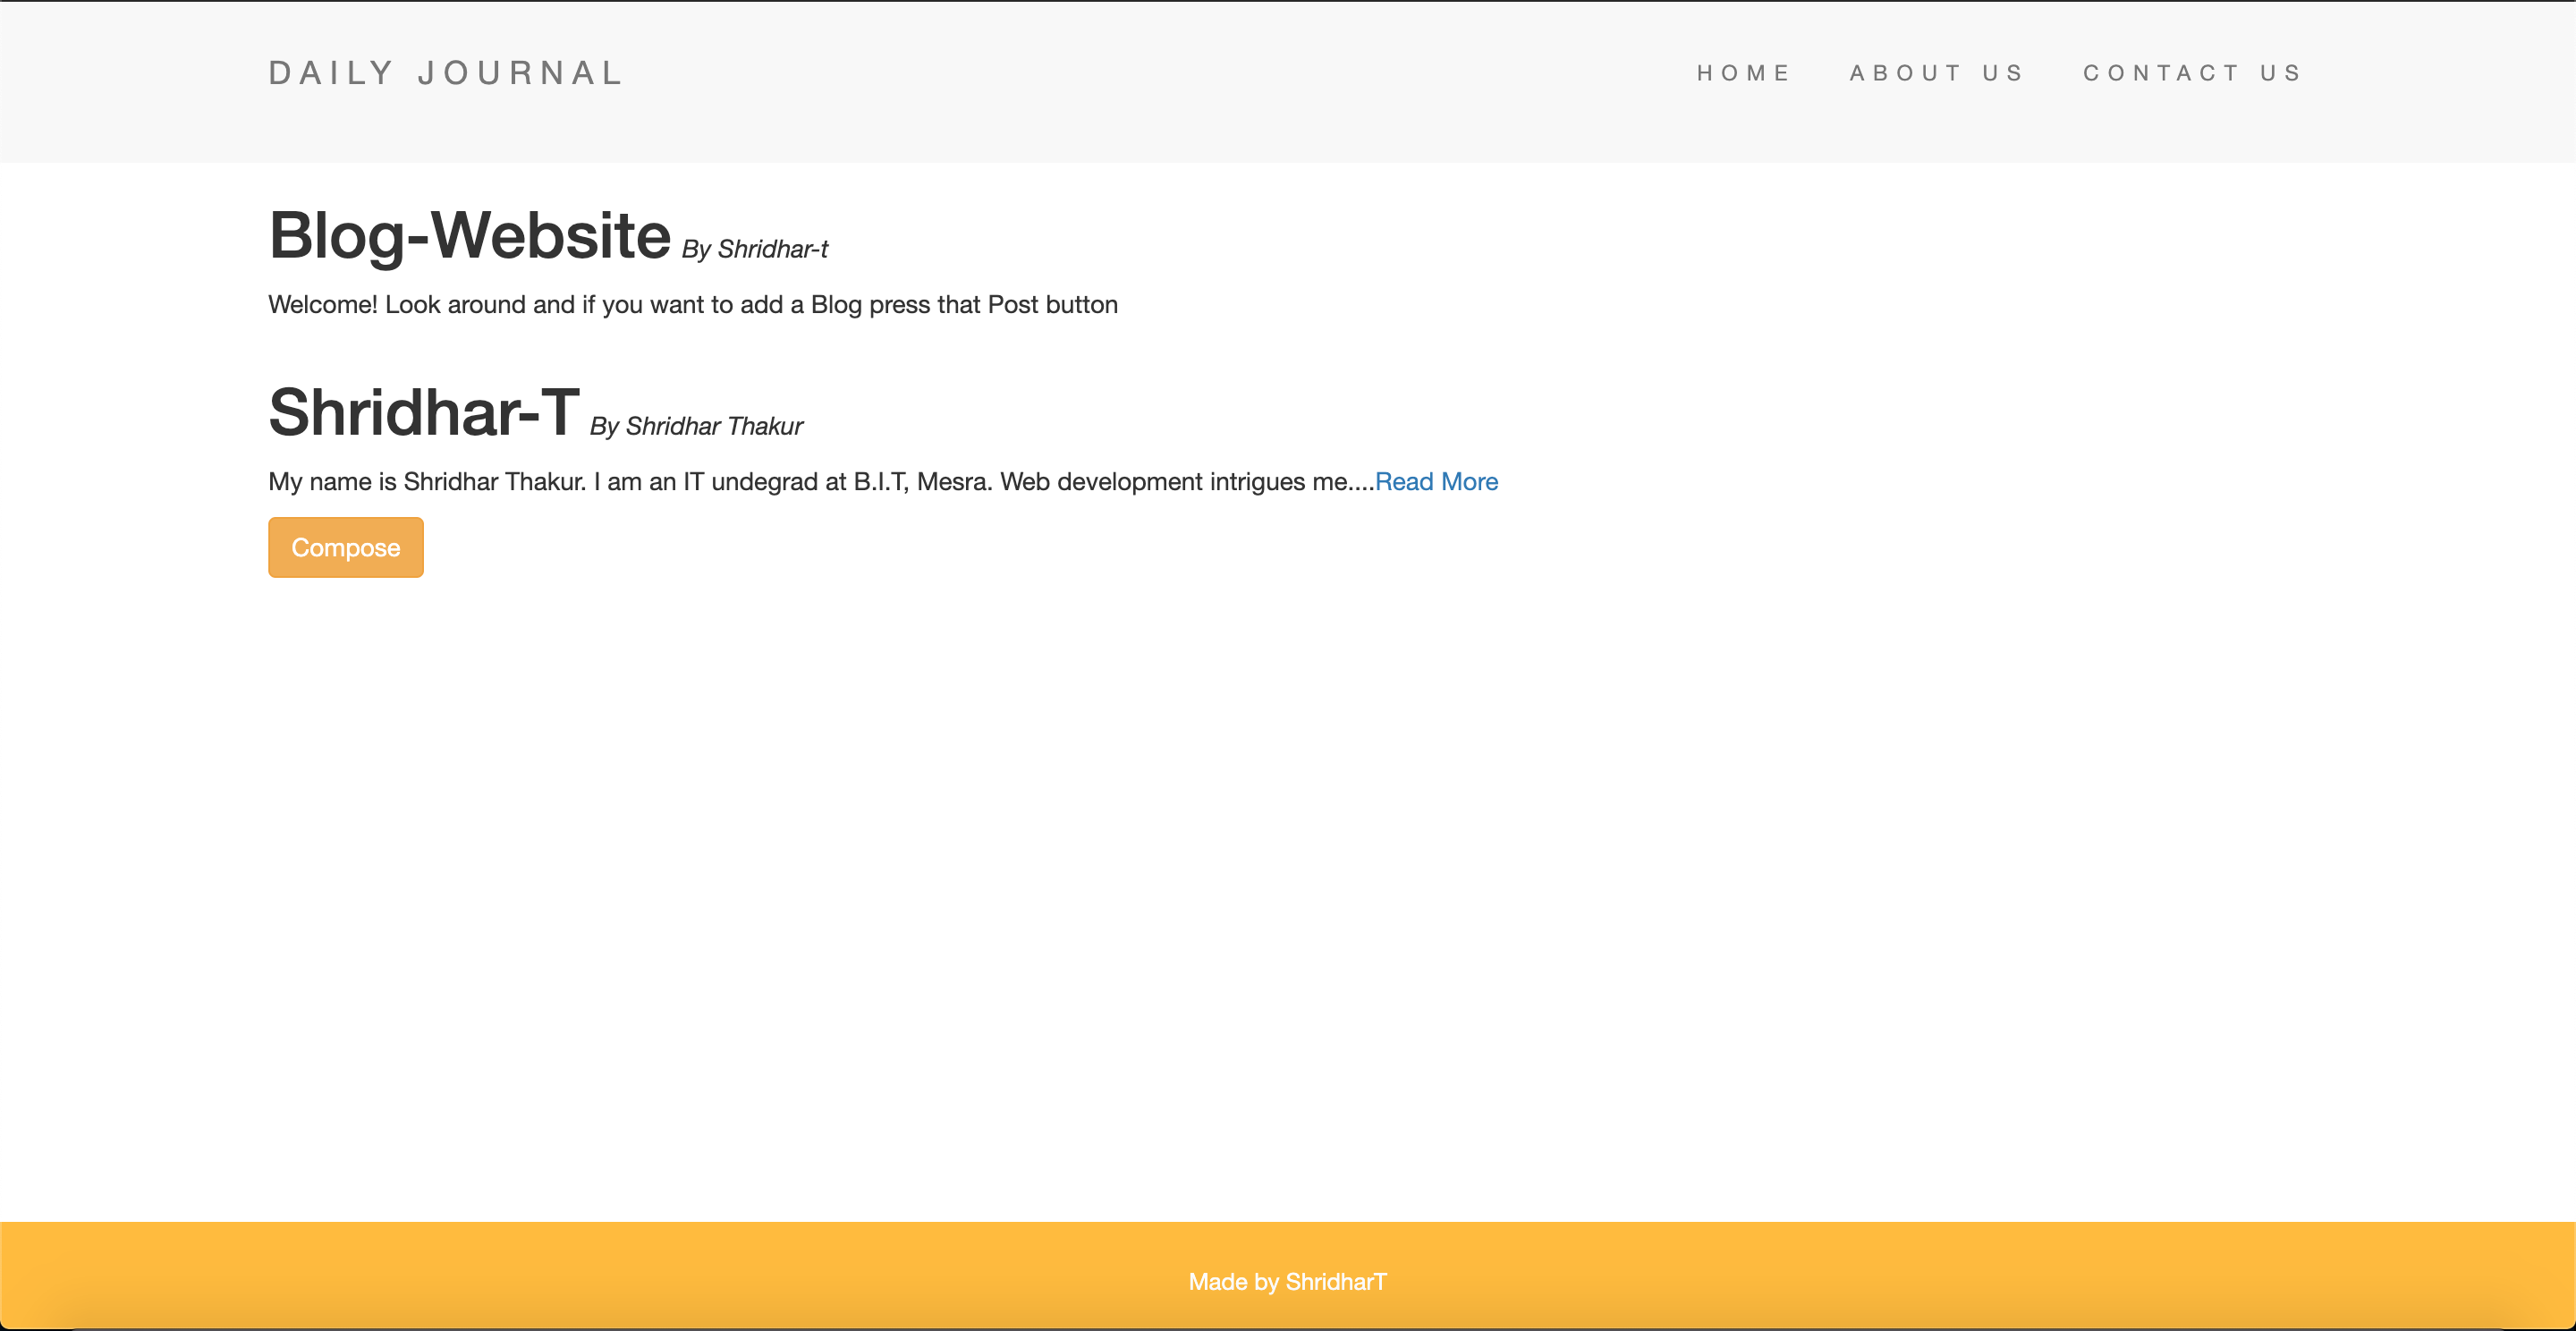 DAILY JOURNAL
HOME ABOUT US CONTACT US
Blog-Website By Shridhar-t
Welcome! Look around and if you want to add a Blog press that Post button
Shridhar-T By Shridhar Thakur
My name is Shridhar Thakur. I am an IT undegrad at B.I.T, Mesra. Web development intrigues me....Read More
Compose
Made by ShridharT